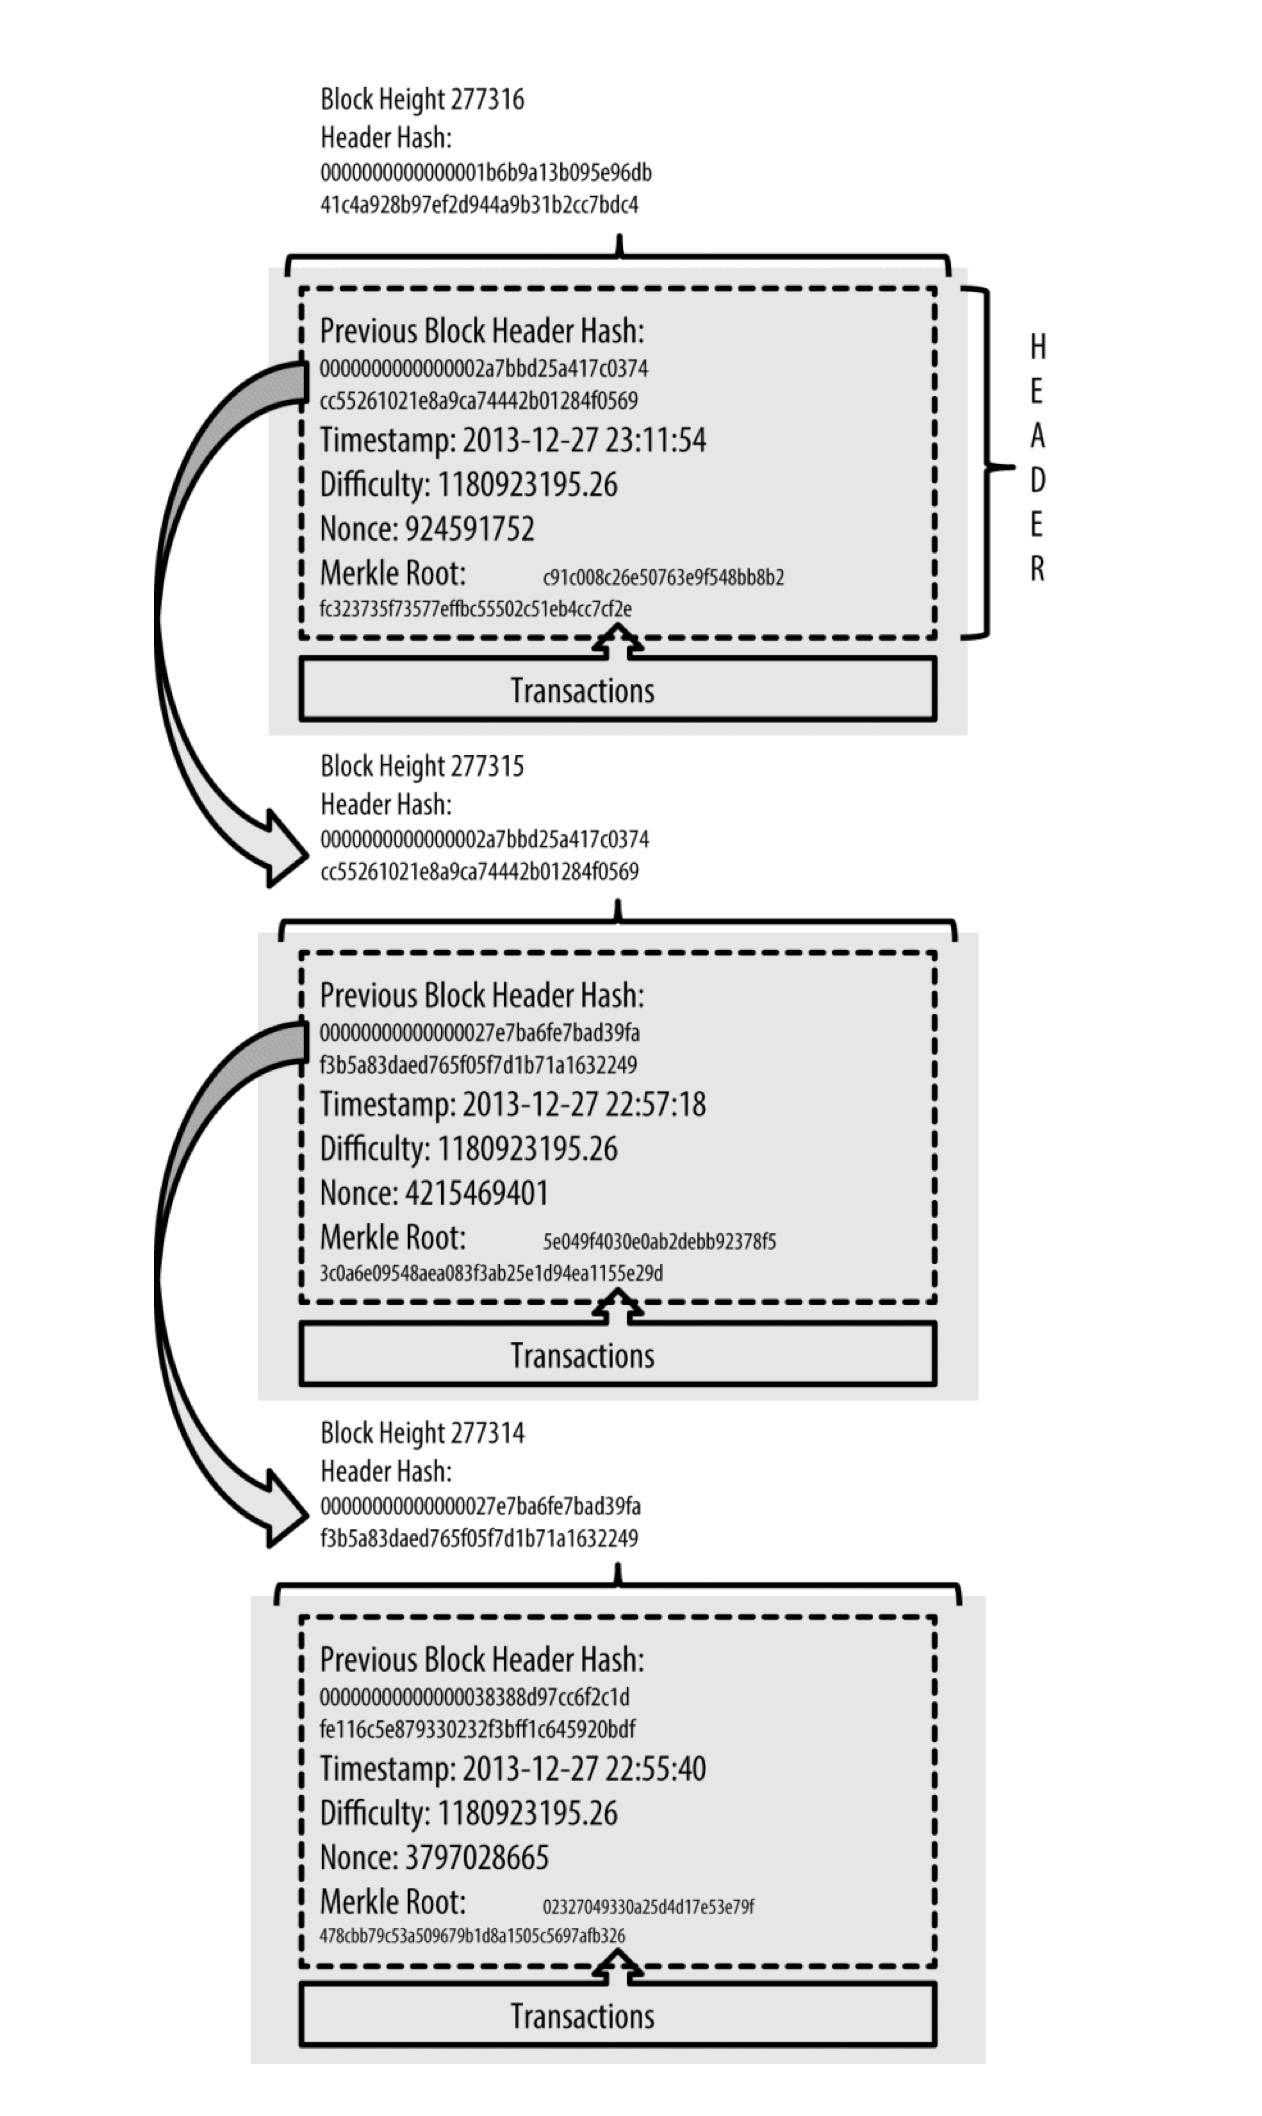 Block Height 277316
Header Hash:
0000000000000001b6b9a13b095e96db
41c4a928b97ef2d944a9b31b2cc7bdc4
Previous Block Header Hash:
0000000000000002a7bbd25a417c0374
cc55261021e8a9ca74442b01284f0569
Timestamp: 2013-12-27 23:11:54
Difficulty: 1180923195.26
Nonce: 924591752
Merkle Root: c91c008c26e50763e9f548bb8b2
fc323735f73577effbc55502c51eb4cc7cf2e
HEADER
Transactions
Block Height 277315
Header Hash:
0000000000000002a7bbd25a417c0374
cc55261021e8a9ca74442b01284f0569
Previous Block Header Hash:
00000000000000027e7ba6fe7bad39fa
f3b5a83daed765f05f7d1b71a1632249
Timestamp: 2013-12-27 22:57:18
Difficulty: 1180923195.26
Nonce: 4215469401
Merkle Root: 5e049f4030e0ab2debb92378f5
3c0a6e09548aea083f3ab25e1d94ea1155e29d
Transactions
Block Height 277314
Header Hash:
00000000000000027e7ba6fe7bad39fa
f3b5a83daed765f05f7d1b71a1632249
Previous Block Header Hash:
00000000000000038388d97cc6f2c1d
fe116c5e879330232f3bff1c645920bdf
Timestamp: 2013-12-27 22:55:40
Difficulty: 1180923195.26
Nonce: 3797028665
Merkle Root: 02327049330a25d4d17e53e79f
478cbb79c53a509679b1d8a1505c5697afb326
Transactions